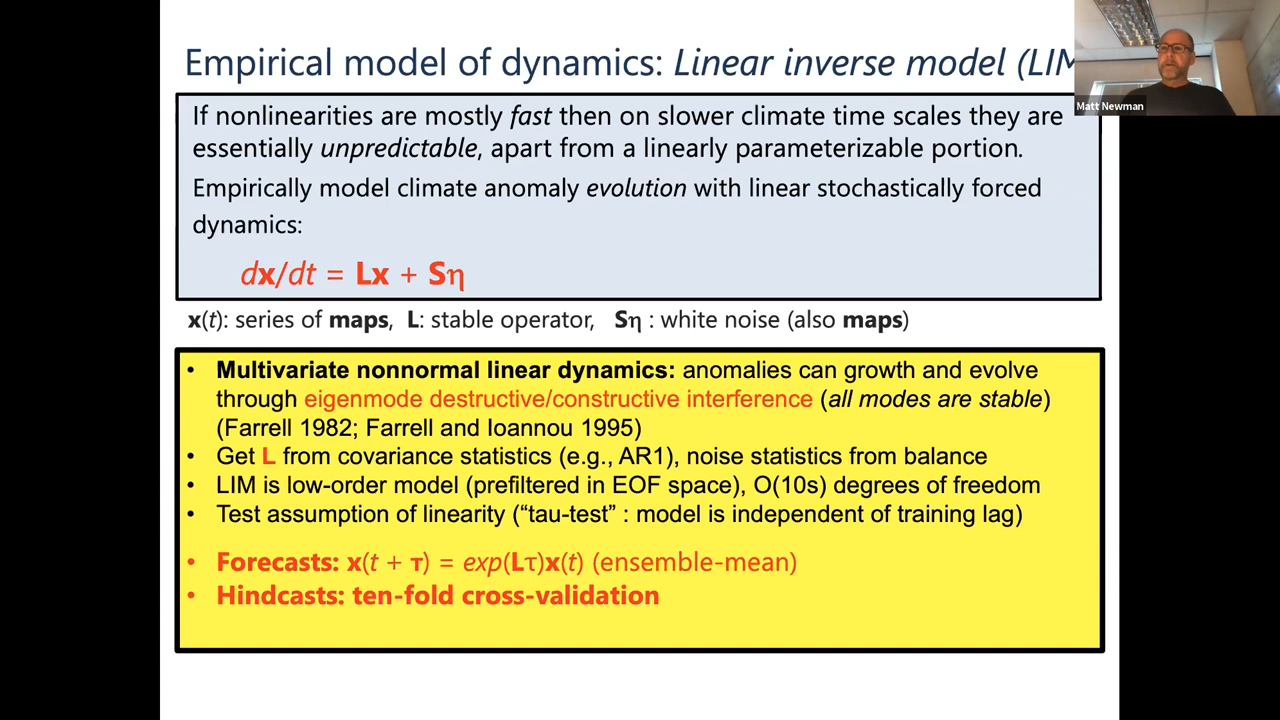 Empirical model of dynamics: Linear inverse model (LIM
Matt Newman
If nonlinearities are mostly fast then on slower climate time scales they are
essentially unpredictable, apart from a linearly parameterizable portion.
Empirically model climate anomaly evolution with linear stochastically forced
dynamics:
dx/dt = Lx + Sη
x(t): series of maps, L: stable operator, Sη : white noise (also maps)
• Multivariate nonnormal linear dynamics: anomalies can growth and evolve
through eigenmode destructive/constructive interference (all modes are stable)
(Farrell 1982; Farrell and Ioannou 1995)
• Get L from covariance statistics (e.g., AR1), noise statistics from balance
• LIM is low-order model (prefiltered in EOF space), O(10s) degrees of freedom
• Test assumption of linearity (“tau-test” : model is independent of training lag)
• Forecasts: x(t + τ) = exp(Lτ)x(t) (ensemble-mean)
• Hindcasts: ten-fold cross-validation